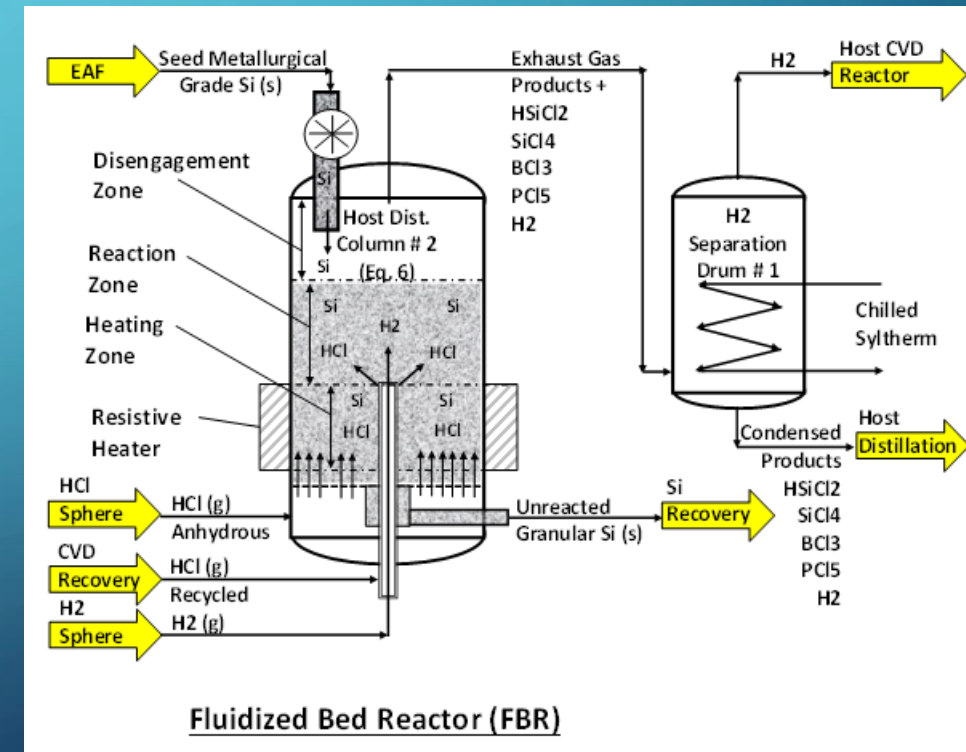 EAF
Seed Metallurgical
Grade Si (s)
Disengagement
Zone
Reaction
Zone
Heating
Zone
Resistive
Heater
HCl
Sphere
HCl (g)
Anhydrous
CVD
Recovery
HCl (g)
Recycled
H2
Sphere
H2 (g)
Si
Host Dist.
Column # 2
(Eq. 6)
Si
Si
Si
H2
HCl
HCl
Si
Si
HCl
HCl
Exhaust Gas
Products +
HSiCl2
SiCl4
BCl3
PCl5
H2
Unreacted
Granular Si (s)
Si
Recovery
H2
Host CVD
Reactor
H2
Separation
Drum # 1
Chilled
Syltherm
Condensed
Products
Host
Distillation
HSiCl2
SiCl4
BCl3
PCl5
H2
Fluidized Bed Reactor (FBR)